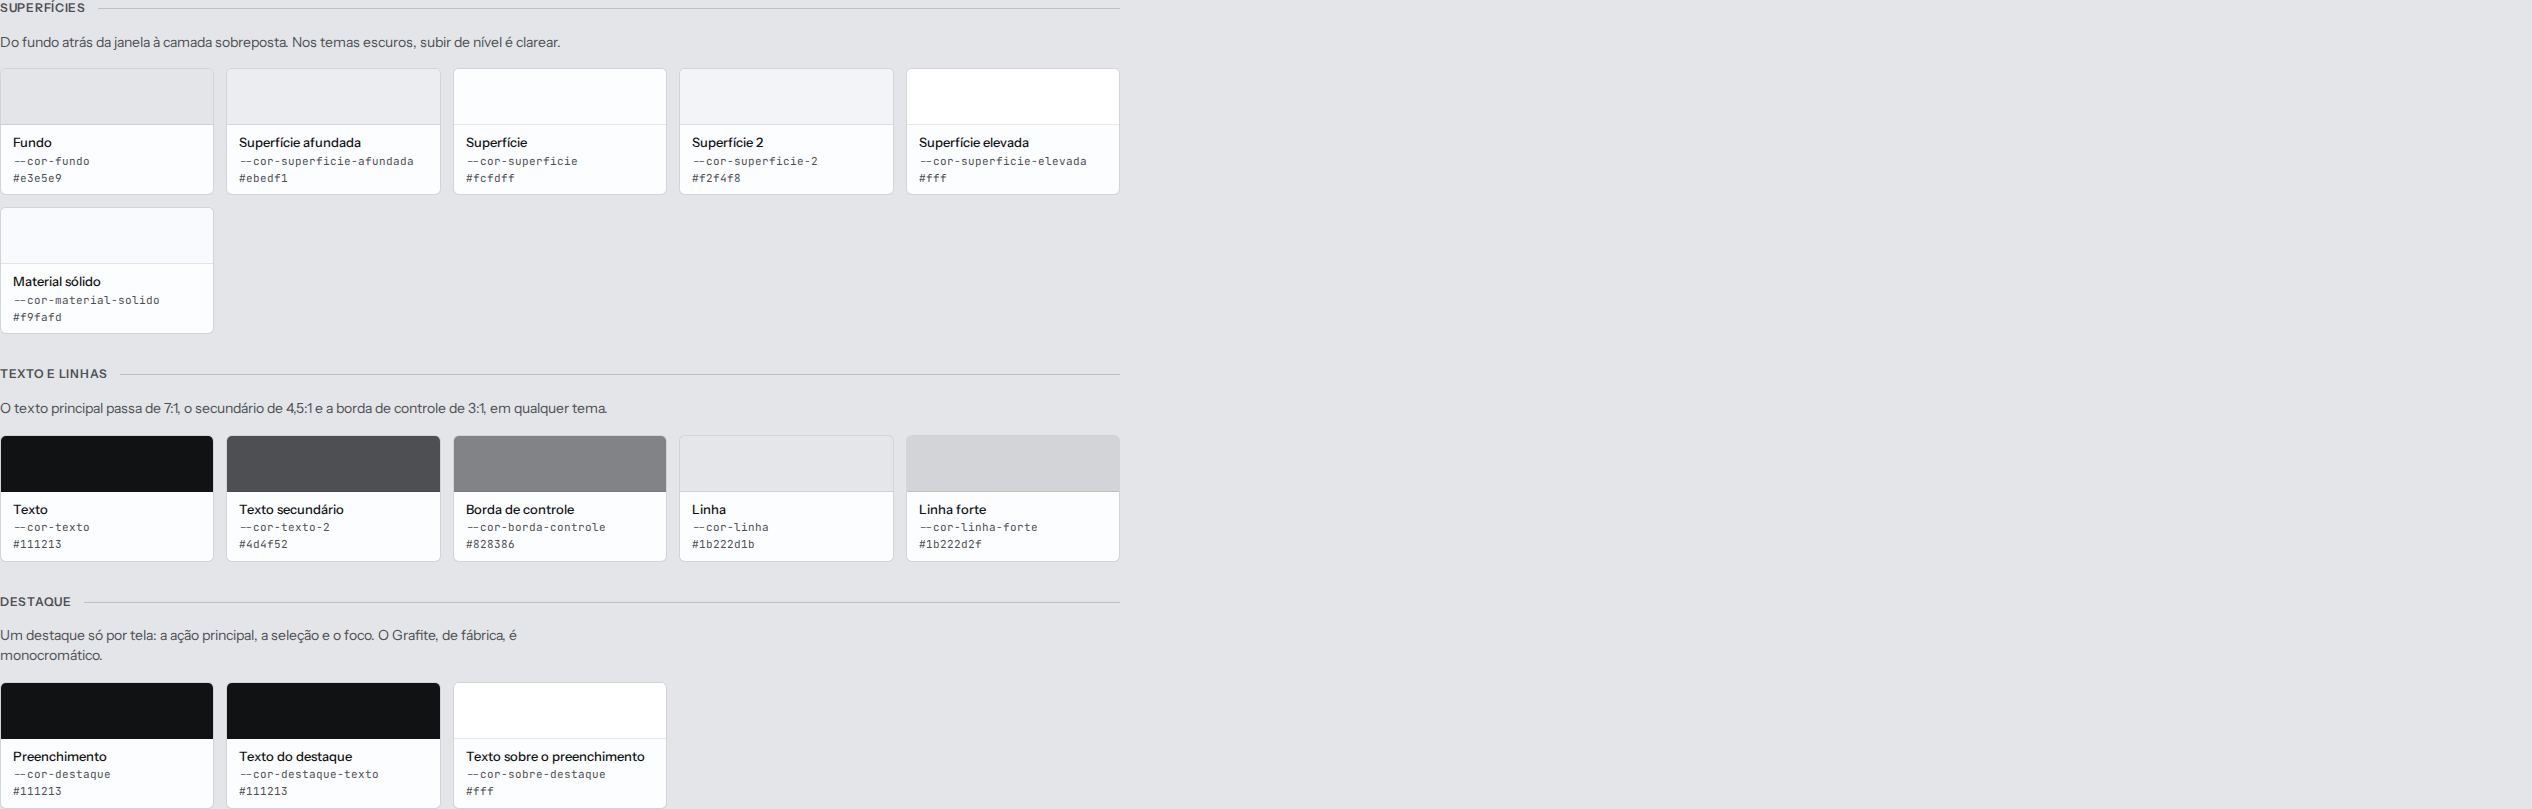 SUPERFÍCIES
Do fundo atrás da janela à camada sobreposta. Nos temas escuros, subir de nível é clarear.
Fundo
--cor-fundo
#e3e5e9
Superfície afundada
--cor-superficie-afundada
#ebedf1
Superfície
--cor-superficie
#fcfdff
Superfície 2
--cor-superficie-2
#f2f4f8
Superfície elevada
--cor-superficie-elevada
#fff
Material sólido
--cor-material-solido
#f9fafd
TEXTO E LINHAS
O texto principal passa de 7:1, o secundário de 4,5:1 e a borda de controle de 3:1, em qualquer tema.
Texto
--cor-texto
#111213
Texto secundário
--cor-texto-2
#4d4f52
Borda de controle
--cor-borda-controle
#828386
Linha
--cor-linha
#1b222d1b
Linha forte
--cor-linha-forte
#1b222d2f
DESTAQUE
Um destaque só por tela: a ação principal, a seleção e o foco. O Grafite, de fábrica, é
monocromático.
Preenchimento
--cor-destaque
#111213
Texto do destaque
--cor-destaque-texto
#111213
Texto sobre o preenchimento
--cor-sobre-destaque
#fff